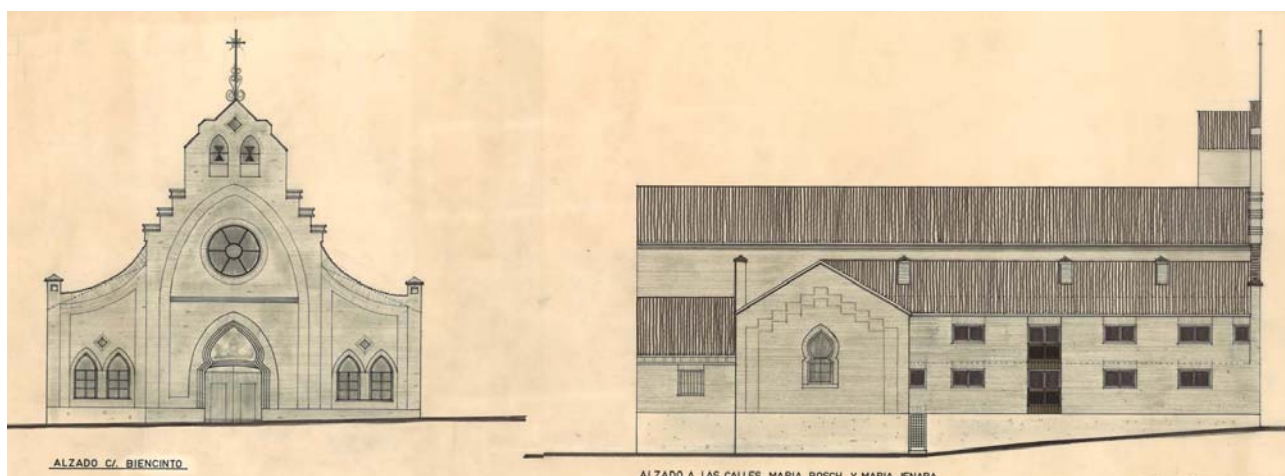 ALZADO C/. BIENCINTO
ALZADO A LAS CALLES MARIA BOSCH Y MARIA JENARA